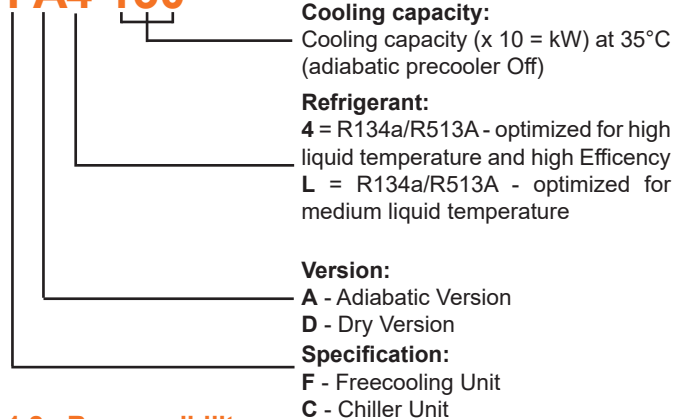 Cooling capacity:
Cooling capacity (x 10 = kW) at 35°C
(adiabatic precooler Off)
Refrigerant:
4 = R134a/R513A - optimized for high
liquid temperature and high Efficency
L = R134a/R513A - optimized for
medium liquid temperature
Version:
A - Adiabatic Version
D - Dry Version
Specification:
F - Freecooling Unit
C - Chiller Unit